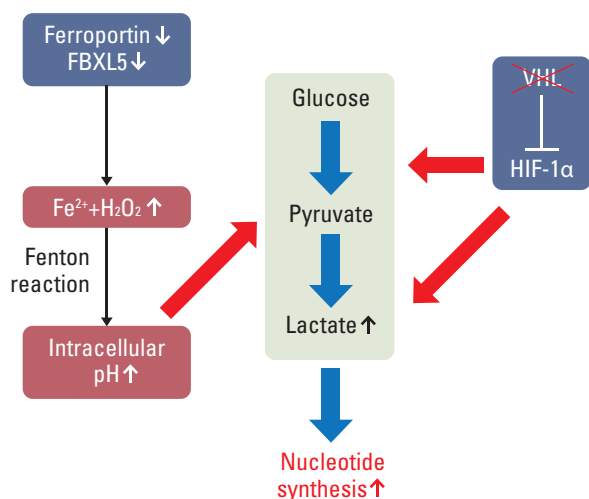 Ferroportin ↓
FBXL5 ↓
Fe²⁺+H₂O₂ ↑
Fenton
reaction
Intracellular
pH ↑
Glucose
Pyruvate
Lactate ↑
Nucleotide
synthesis ↑
VHL
HIF-1α